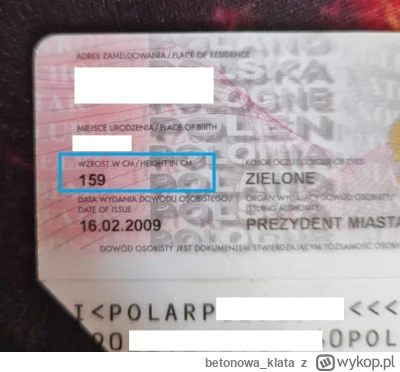 ADRES ZAMELDOWANIA / PLACE OF RESIDENCE
POLSKA
MIEJSCE URODZENIA / PLACE OF BIRTH
WZROST W CM / HEIGHT IN CM
KOLOR OCZU / COLOUR OF EYES
159
ZIELONE
DATA WYDANIA DOWODU OSOBISTEGO /
DATE OF ISSUE
ORGAN WYDAJĄCY DOWÓD OSOBISTY /
ISSUING AUTHORITY
16.02.2009
PREZYDENT MIASTA
DOWÓD OSOBISTY JEST DOKUMENTEM STWIERDZAJĄCYM TOŻSAMOŚĆ
I<POLARP
<<<
betonowa_klata z wykop.pl